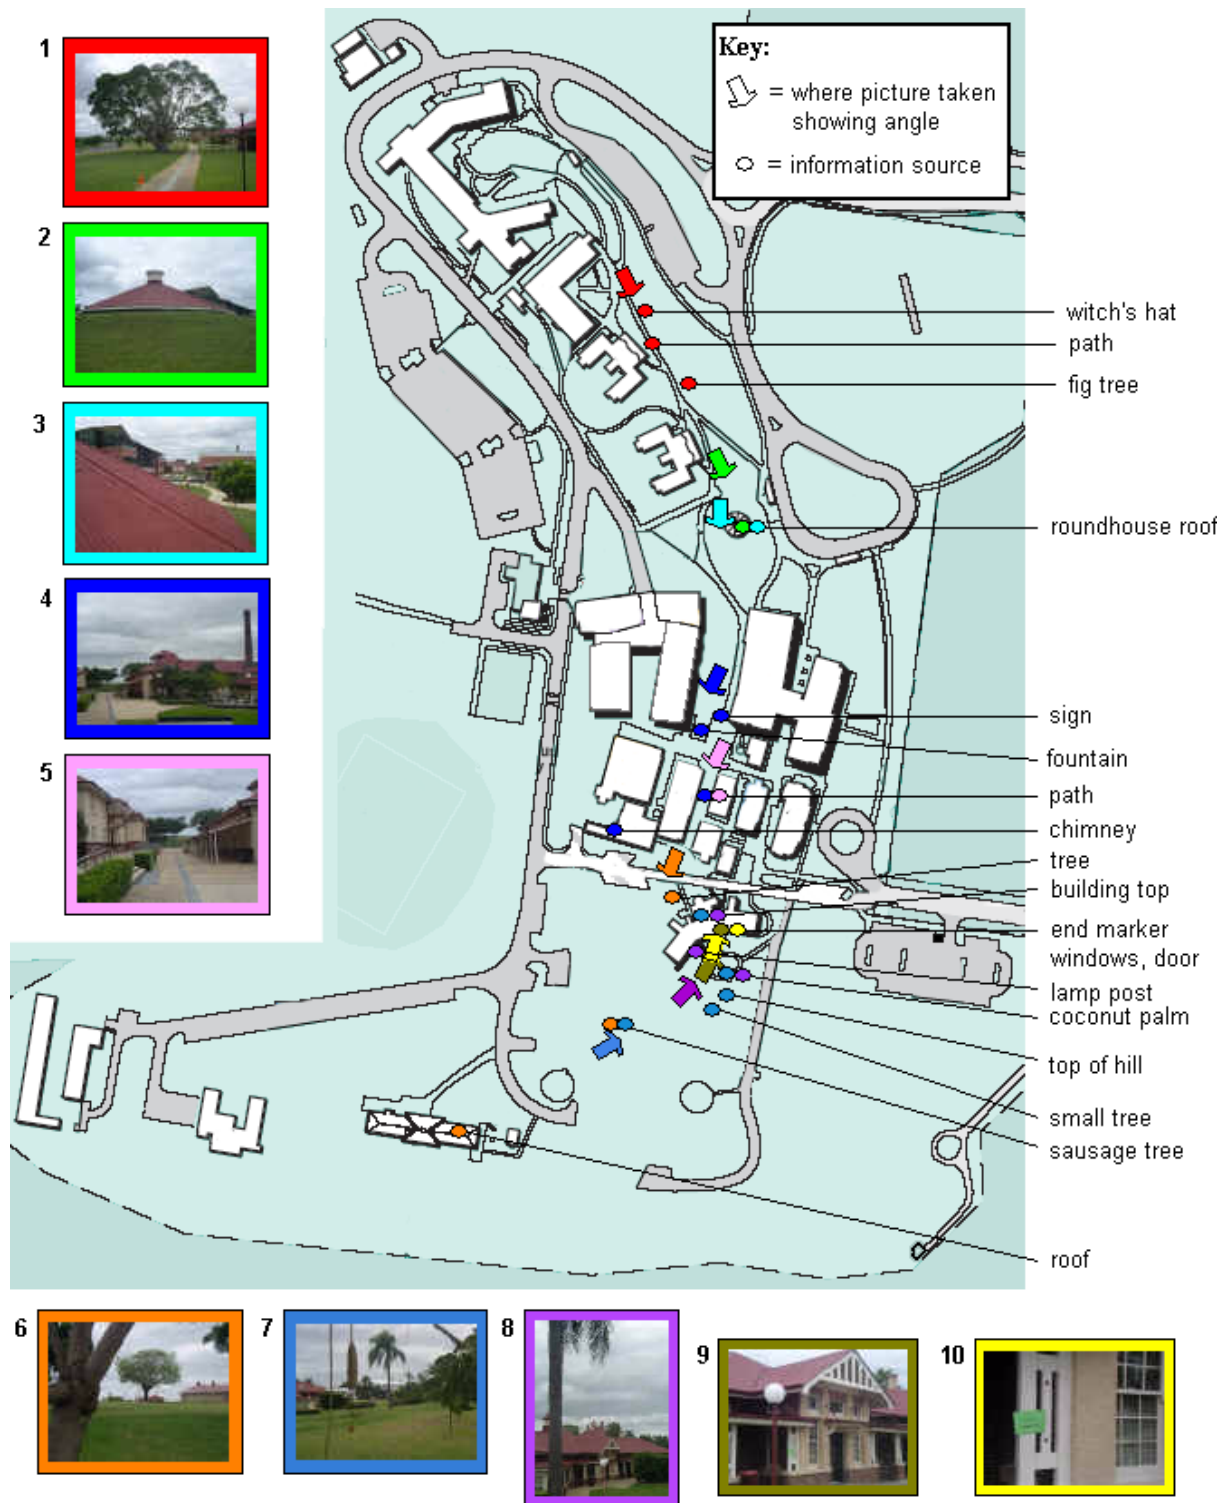 1
2
3
4
5
Key:
= where picture taken
showing angle
= information source
witch's hat
path
fig tree
roundhouse roof
sign
fountain
path
chimney
tree
building top
end marker
windows, door
lamp post
coconut palm
top of hill
small tree
sausage tree
roof
6
7
8
9
10